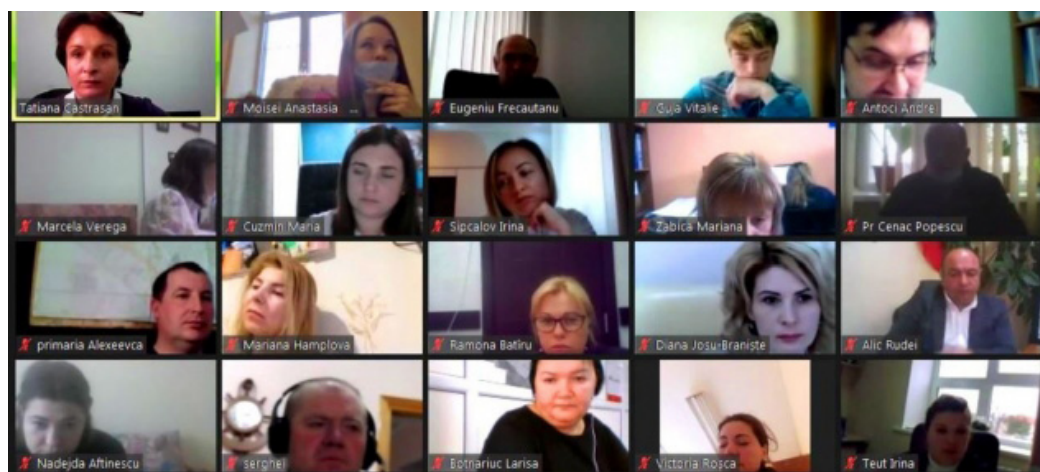 Tatiana Castrasan
Moisei Anastasia ...
Eugeniu Frecautanu
Guja Vitalie
Antoci Andrei
Marcela Verega
Cuzmin Maria
Sipcalov Irina
Zabica Mariana
Pr Cenac Popescu
primaria Alexeevca
Mariana Hamplova
Ramona Batîru
Diana Josu-Braniște
Alic Rudei
Nadejda Aftinescu
serghei
Botnariuc Larisa
Victoria Rosca
Teut Irina